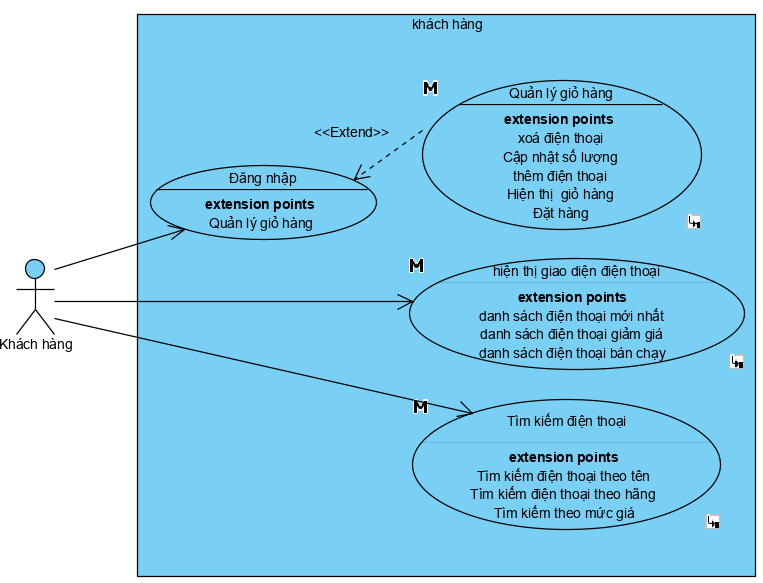 khách hàng
M
Quản lý giỏ hàng
extension points
xoá điện thoại
Cập nhật số lượng
thêm điện thoại
Hiện thị giỏ hàng
Đặt hàng
<<Extend>>
Đăng nhập
extension points
Quản lý giỏ hàng
Khách hàng
M
hiện thị giao diện điện thoại
extension points
danh sách điện thoại mới nhất
danh sách điện thoại giảm giá
danh sách điện thoại bán chạy
M
Tìm kiếm điện thoại
extension points
Tìm kiếm điện thoại theo tên
Tìm kiếm điện thoại theo hãng
Tìm kiếm theo mức giá